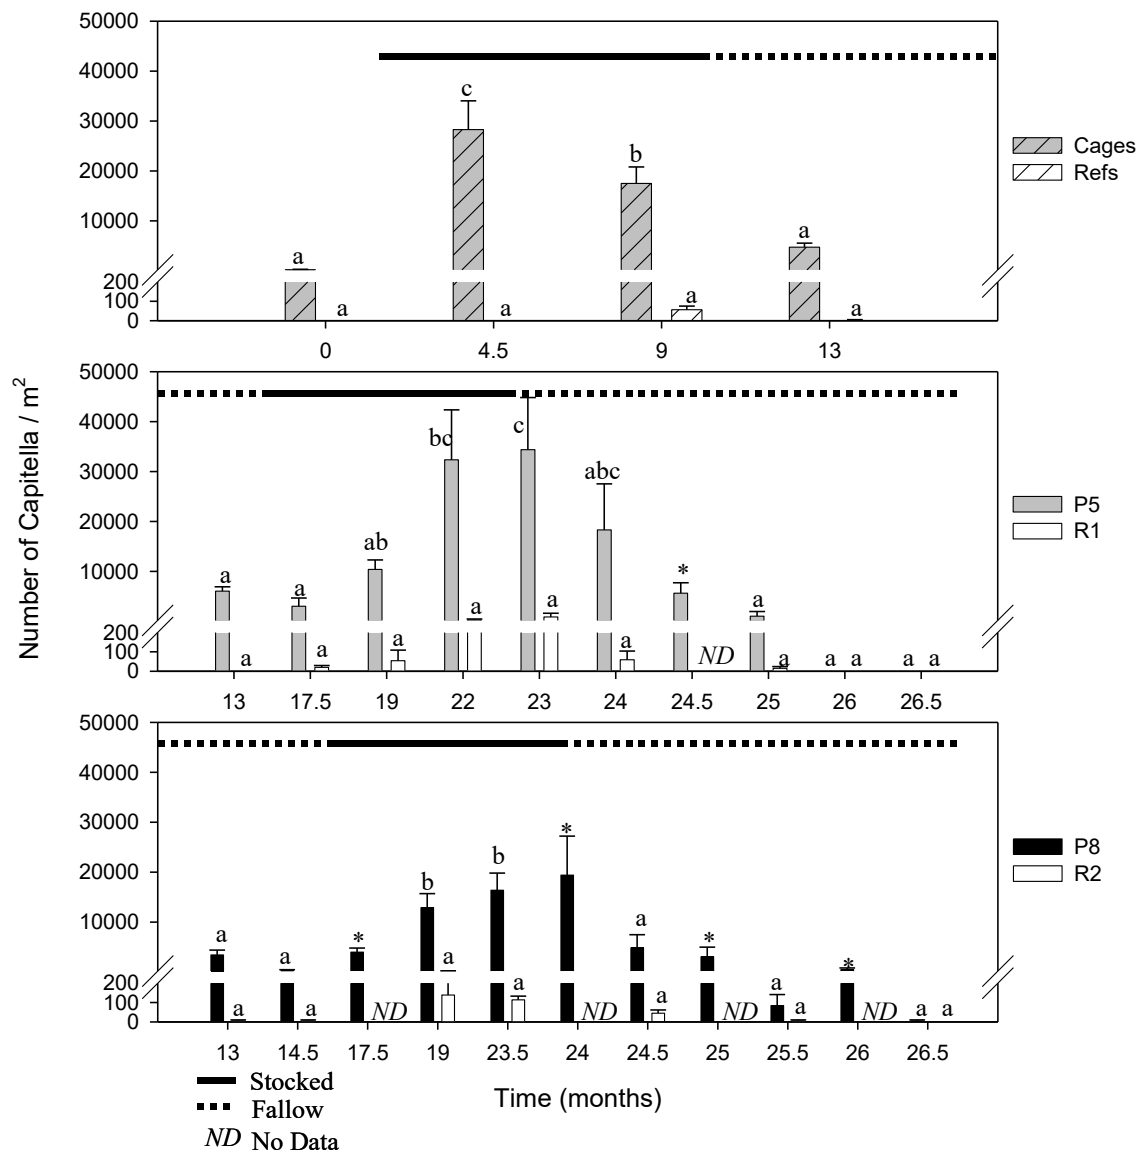 50000
40000
30000
20000
10000
200
100
0
c
b
a
a
a
a
a
a
0 4.5 9 13
Cages
Refs
Number of Capitella / m2
50000
40000
30000
20000
10000
200
100
0
a a ab bc c abc * a
a a a a a a ND a a a a a
13 17.5 19 22 23 24 24.5 25 26 26.5
P5
R1
50000
40000
30000
20000
10000
200
100
0
a a * b b * a * a *
a a ND a a ND a ND a ND a a
13 14.5 17.5 19 23.5 24 24.5 25 25.5 26 26.5
P8
R2
Time (months)
Stocked
Fallow
ND No Data